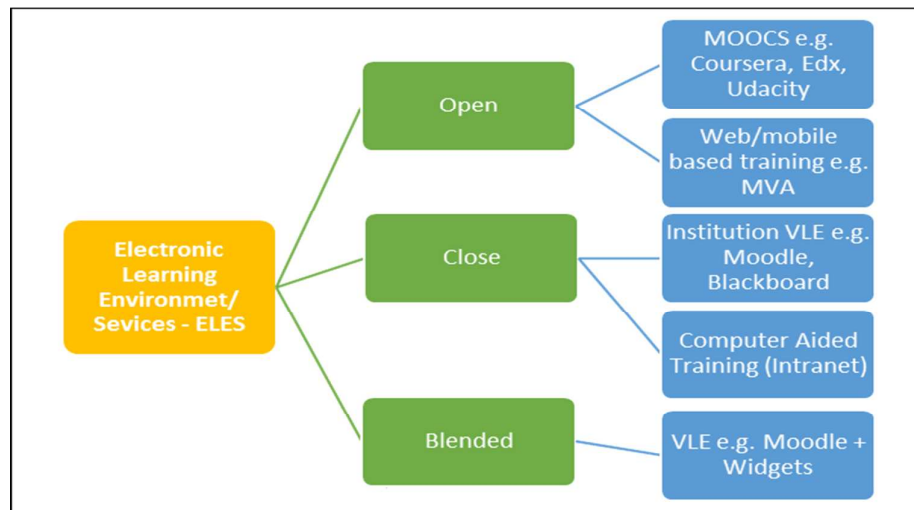 Electronic
Learning
Environmet/
Sevices - ELES
Open
Close
Blended
MOOCS e.g.
Coursera, Edx,
Udacity
Web/mobile
based training e.g.
MVA
Institution VLE e.g.
Moodle,
Blackboard
Computer Aided
Training (Intranet)
VLE e.g. Moodle +
Widgets